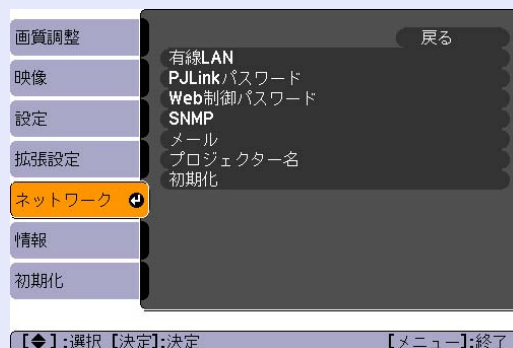 画質調整
映像
設定
拡張設定
ネットワーク
情報
初期化
戻る
有線LAN
PJLinkパスワード
Web制御パスワード
SNMP
メール
プロジェクター名
初期化
【◆】:選択【決定】:決定
【メニュー】:終了